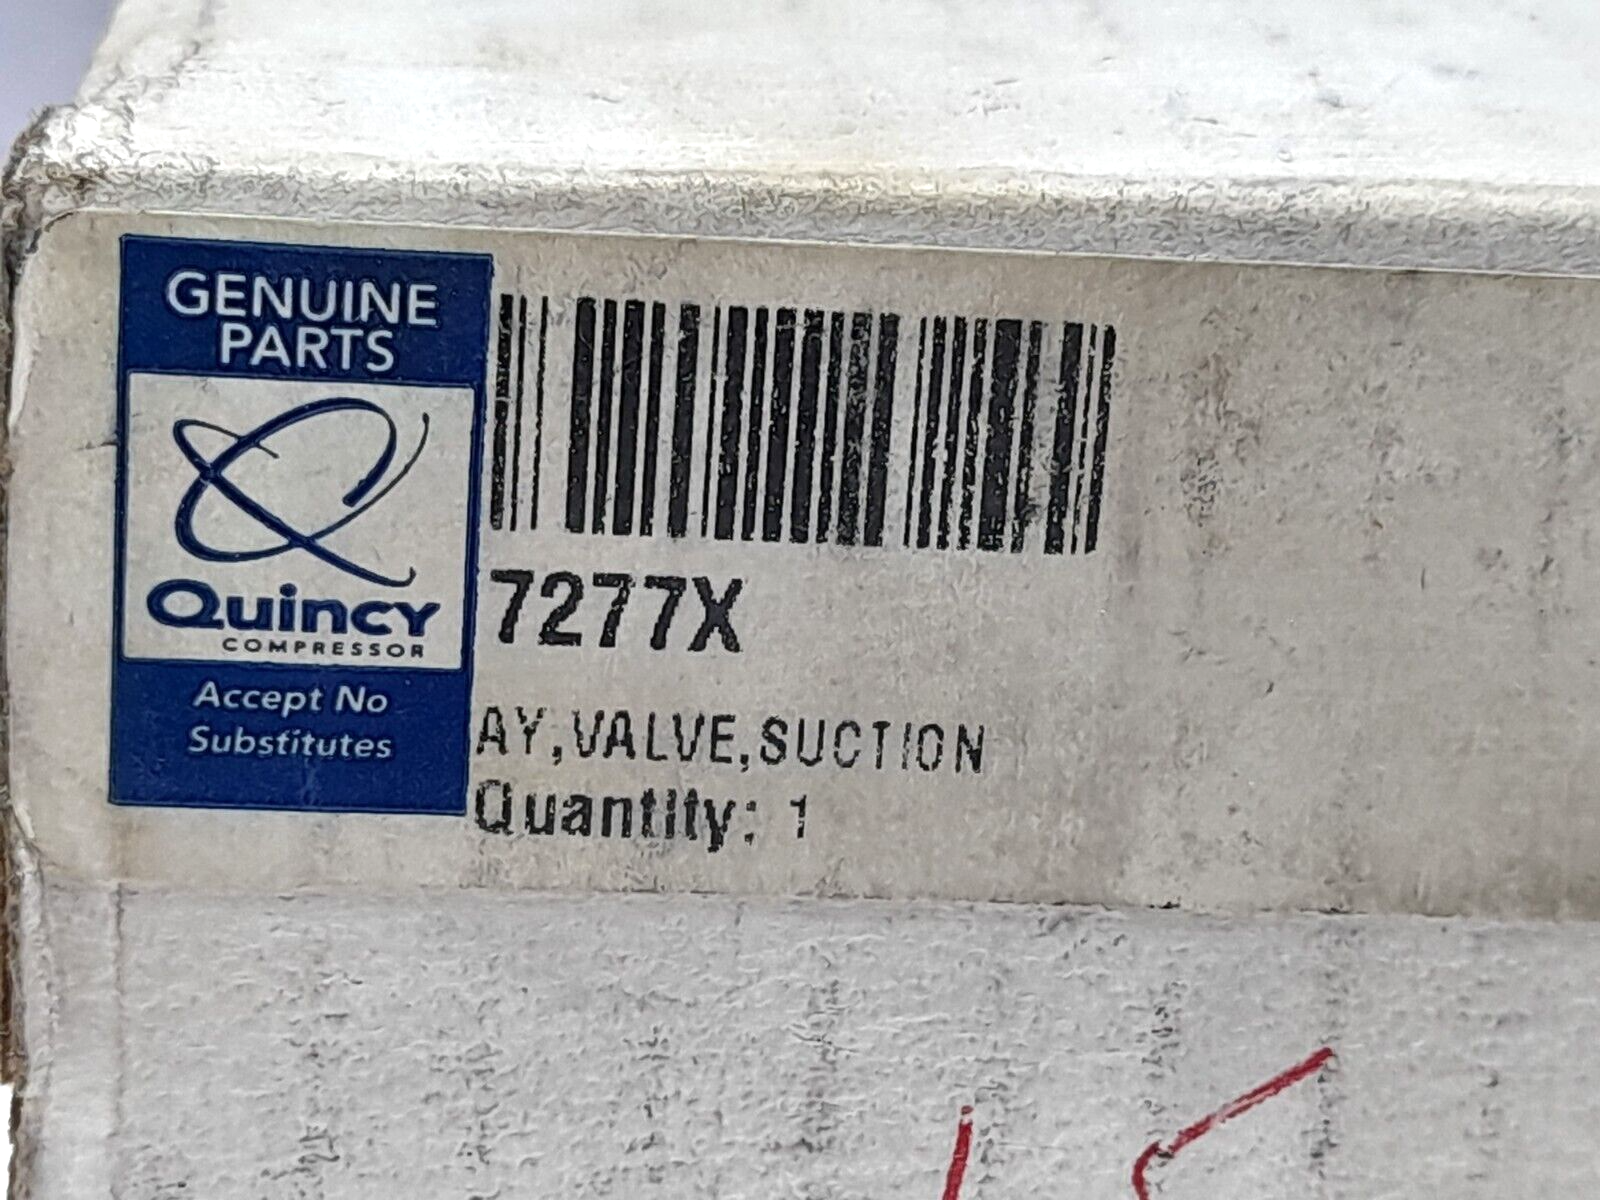 GENUINE
PARTS
Quincy
COMPRESSOR
Accept No
Substitutes
7277X
AY,VALVE,SUCTION
Quantity: 1